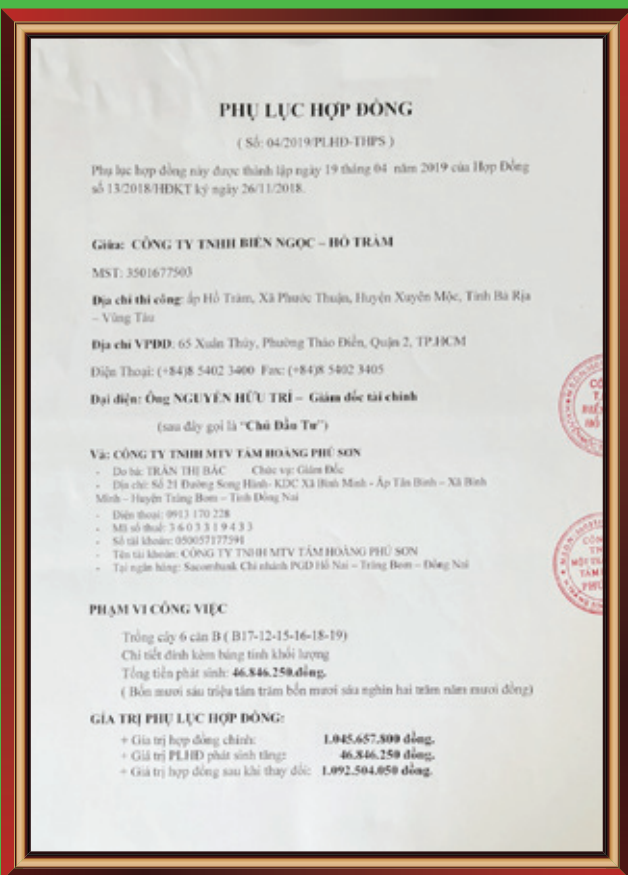 PHỤ LỤC HỢP ĐỒNG
( Số: 04/2019/PLHD-THPS )
Phụ lục hợp đồng này được thành lập ngày 19 tháng 04 năm 2019 của Hợp Đồng
số 13/2018/HĐKT ký ngày 26/11/2018.
Giữa: CÔNG TY TNHH BIỂN NGỌC – HỒ TRÀM
MST: 3501677503
Địa chỉ thi công: ấp Hồ Tràm, Xã Phước Thuận, Huyện Xuyên Mộc, Tỉnh Bà Rịa
– Vũng Tàu
Địa chỉ VPĐD: 65 Xuân Thủy, Phường Thảo Điền, Quận 2, TP.HCM
Điện Thoại: (+84)8 5402 3400 Fax: (+84)8 5402 3405
Đại diện: Ông NGUYỄN HỮU TRÍ – Giám đốc tài chính
(sau đây gọi là “Chủ Đầu Tư”)
Và: CÔNG TY TNHH MTV TÁM HOÀNG PHÚ SƠN
- Do bà: TRẦN THỊ BẮC Chức vụ: Giám Đốc
- Địa chỉ: Số 21 Đường Song Hành- KDC Xã Bình Minh - Ấp Tân Bình – Xã Bình
Minh – Huyện Trảng Bom – Tỉnh Đồng Nai
- Điện thoại: 0913 170 228
- Mã số thuế: 3 6 0 3 3 1 9 4 3 3
- Số tài khoản: 050057177591
- Tên tài khoản: CÔNG TY TNHH MTV TÁM HOÀNG PHÚ SƠN
- Tại ngân hàng: Sacombank Chi nhánh PGD Hố Nai – Trảng Bom – Đồng Nai
PHẠM VI CÔNG VIỆC
Trồng cây 6 căn B ( B17-12-15-16-18-19)
Chi tiết đính kèm bảng tính khối lượng
Tổng tiền phát sinh: 46.846.250.đồng.
( Bốn mươi sáu triệu tám trăm bốn mươi sáu nghìn hai trăm năm mươi đồng)
GÍA TRỊ PHỤ LỤC HỢP ĐỒNG:
+ Gía trị hợp đồng chính: 1.045.657.800 đồng.
+ Giá trị PLHD phát sinh tăng: 46.846.250 đồng.
+ Giá trị hợp đồng sau khi thay đổi: 1.092.504.050 đồng.